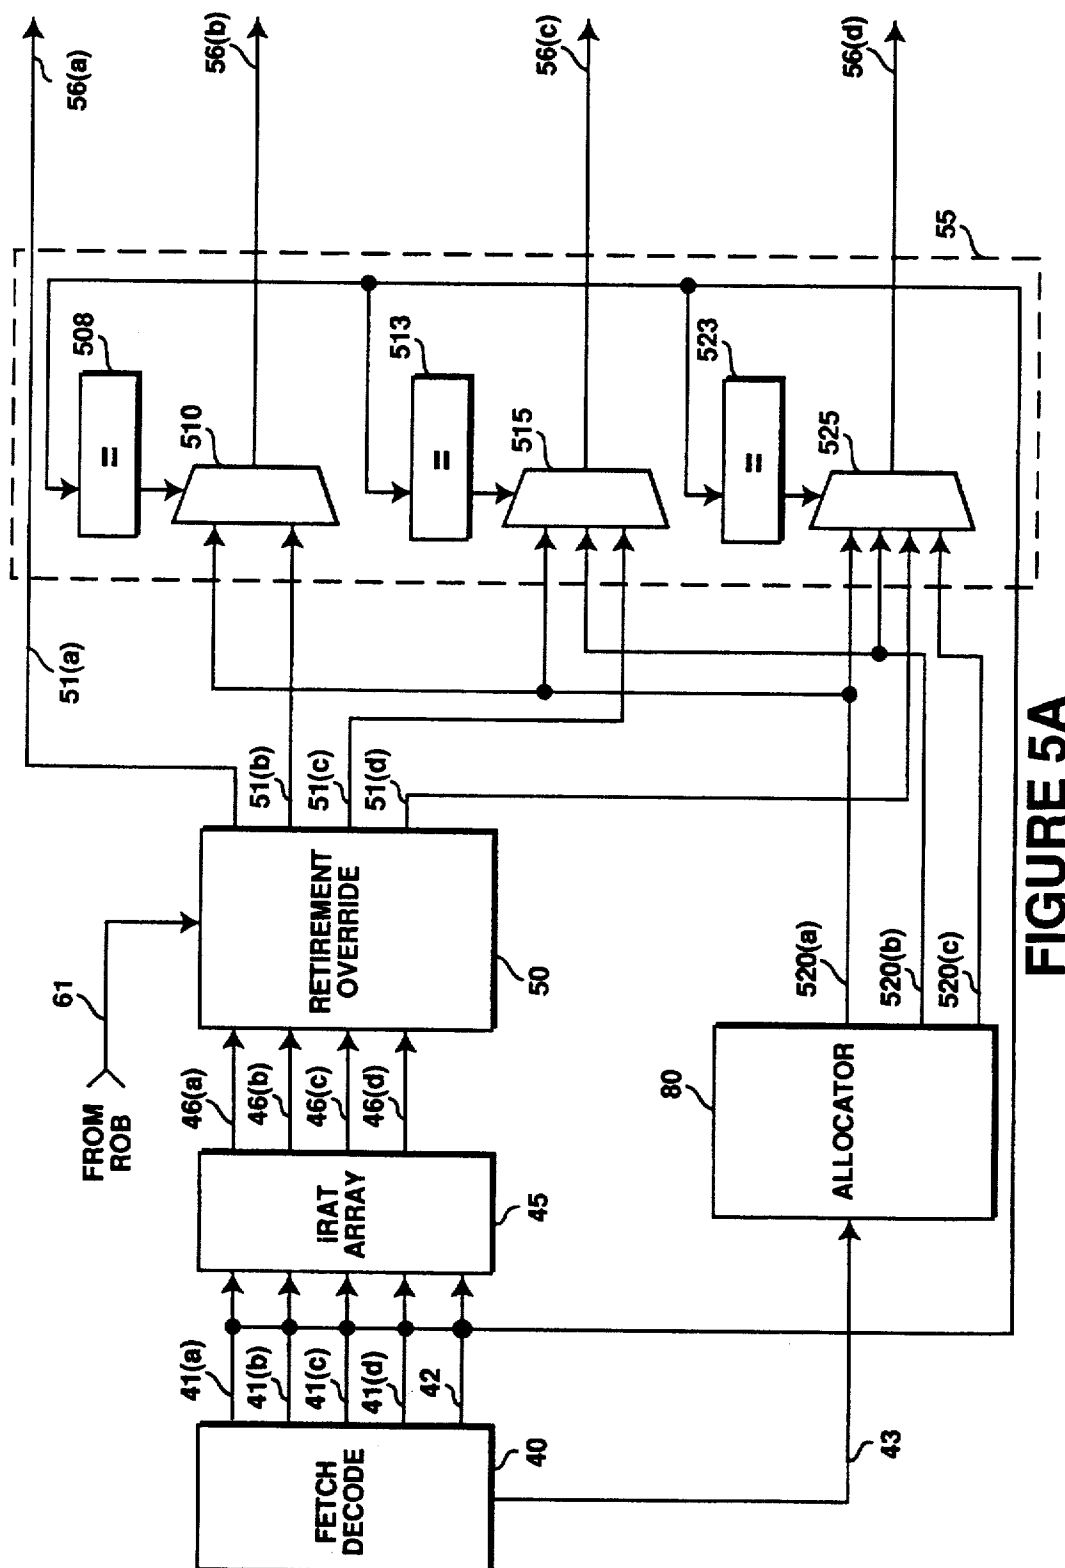 FETCH
DECODE
40
41(a)
41(b)
41(c)
41(d)
42
43
IRAT
ARRAY
45
46(a)
46(b)
46(c)
46(d)
FROM
ROB
61
RETIREMENT
OVERRIDE
50
51(a)
51(b)
51(c)
51(d)
ALLOCATOR
80
520(a)
520(b)
520(c)
=
508
510
=
513
515
=
523
525
55
56(a)
56(b)
56(c)
56(d)
FIGURE 5A